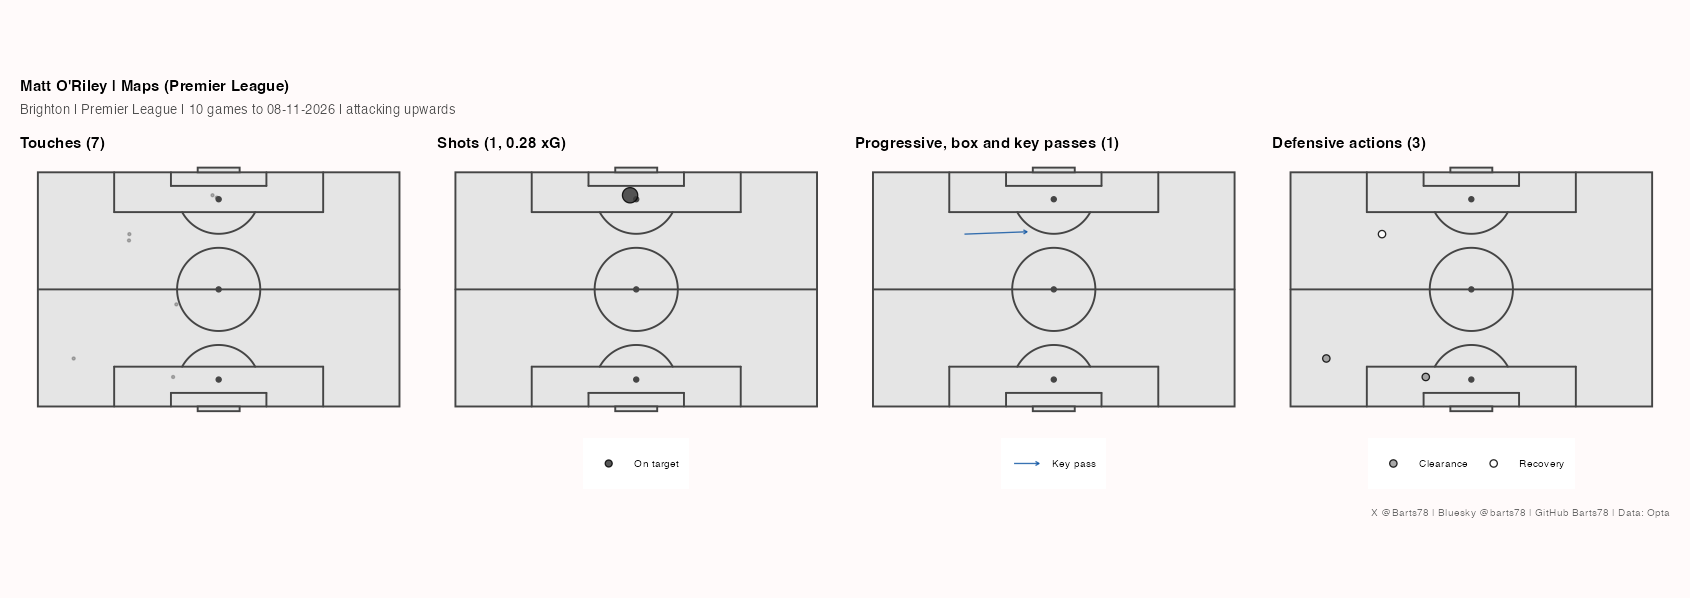 Matt O'Riley | Maps (Premier League)
Brighton | Premier League | 10 games to 08-11-2026 | attacking upwards
Touches (7)
Shots (1, 0.28 xG)
Progressive, box and key passes (1)
Defensive actions (3)
On target
Key pass
Clearance
Recovery
X @Barts78 | Bluesky @barts78 | GitHub Barts78 | Data: Opta